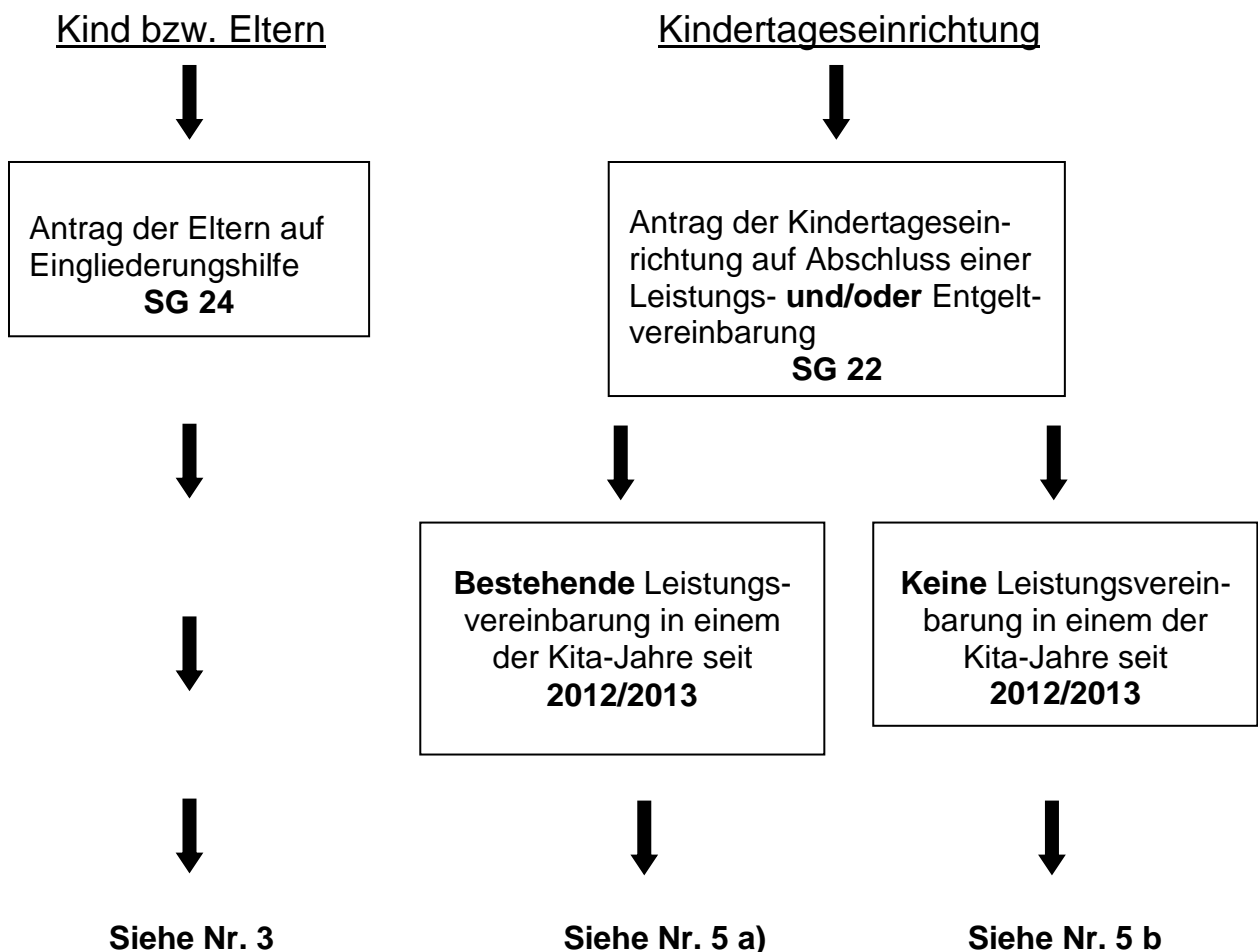 Kind bzw. Eltern
Kindertageseinrichtung
Antrag der Eltern auf
Eingliederungshilfe
SG 24
Antrag der Kindertagesein-
richtung auf Abschluss einer
Leistungs- und/oder Entgelt-
vereinbarung
SG 22
Bestehende Leistungs-
vereinbarung in einem
der Kita-Jahre seit
2012/2013
Keine Leistungsverein-
barung in einem der
Kita-Jahre seit
2012/2013
Siehe Nr. 3
Siehe Nr. 5 a)
Siehe Nr. 5 b